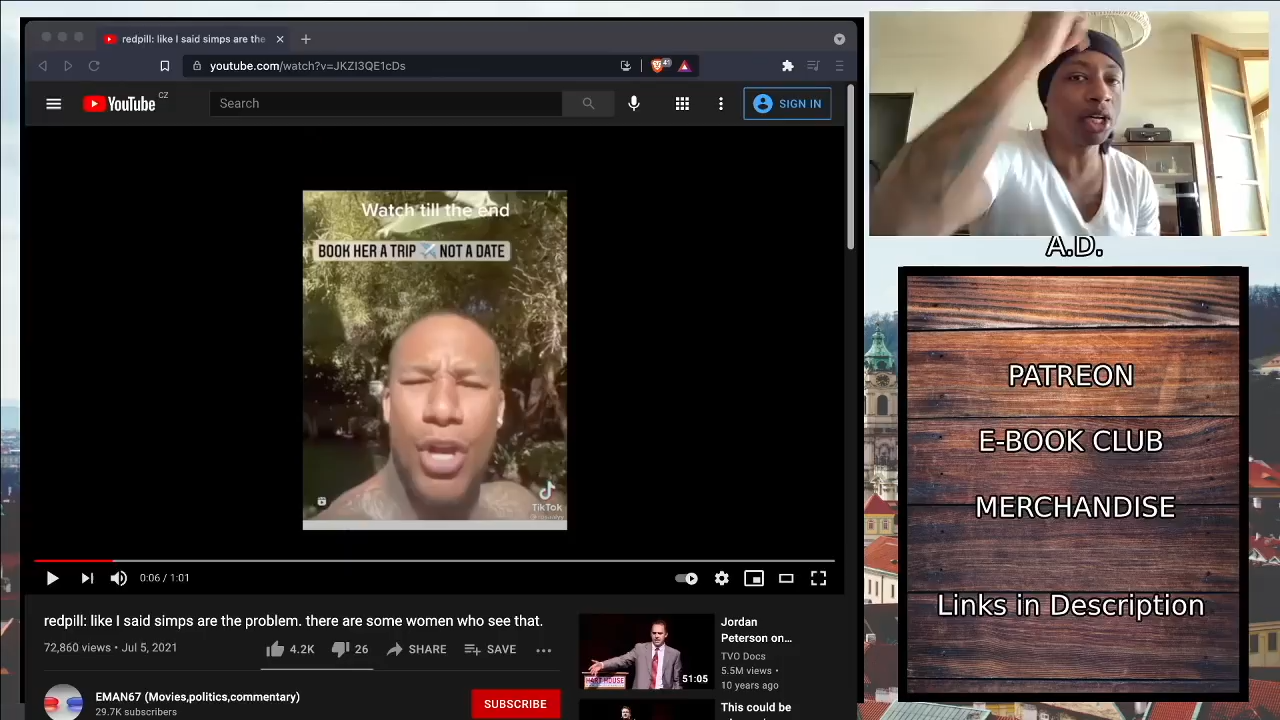 redpill: like I said simps are the
youtube.com/watch?v=JKZI3QE1cDs
41
YouTube CZ
Search
SIGN IN
Watch till the end
BOOK HER A TRIP ✈️ NOT A DATE
TikTok
0:06 / 1:01
redpill: like I said simps are the problem. there are some women who see that.
72,860 views • Jul 5, 2021
4.2K
26
SHARE
SAVE
EMAN67 (Movies,politics,commentary)
29.7K subscribers
SUBSCRIBE
51:05
Jordan
Peterson on...
TVO Docs
5.5M views •
10 years ago
This could be
A.D.
PATREON
E-BOOK CLUB
MERCHANDISE
Links in Description